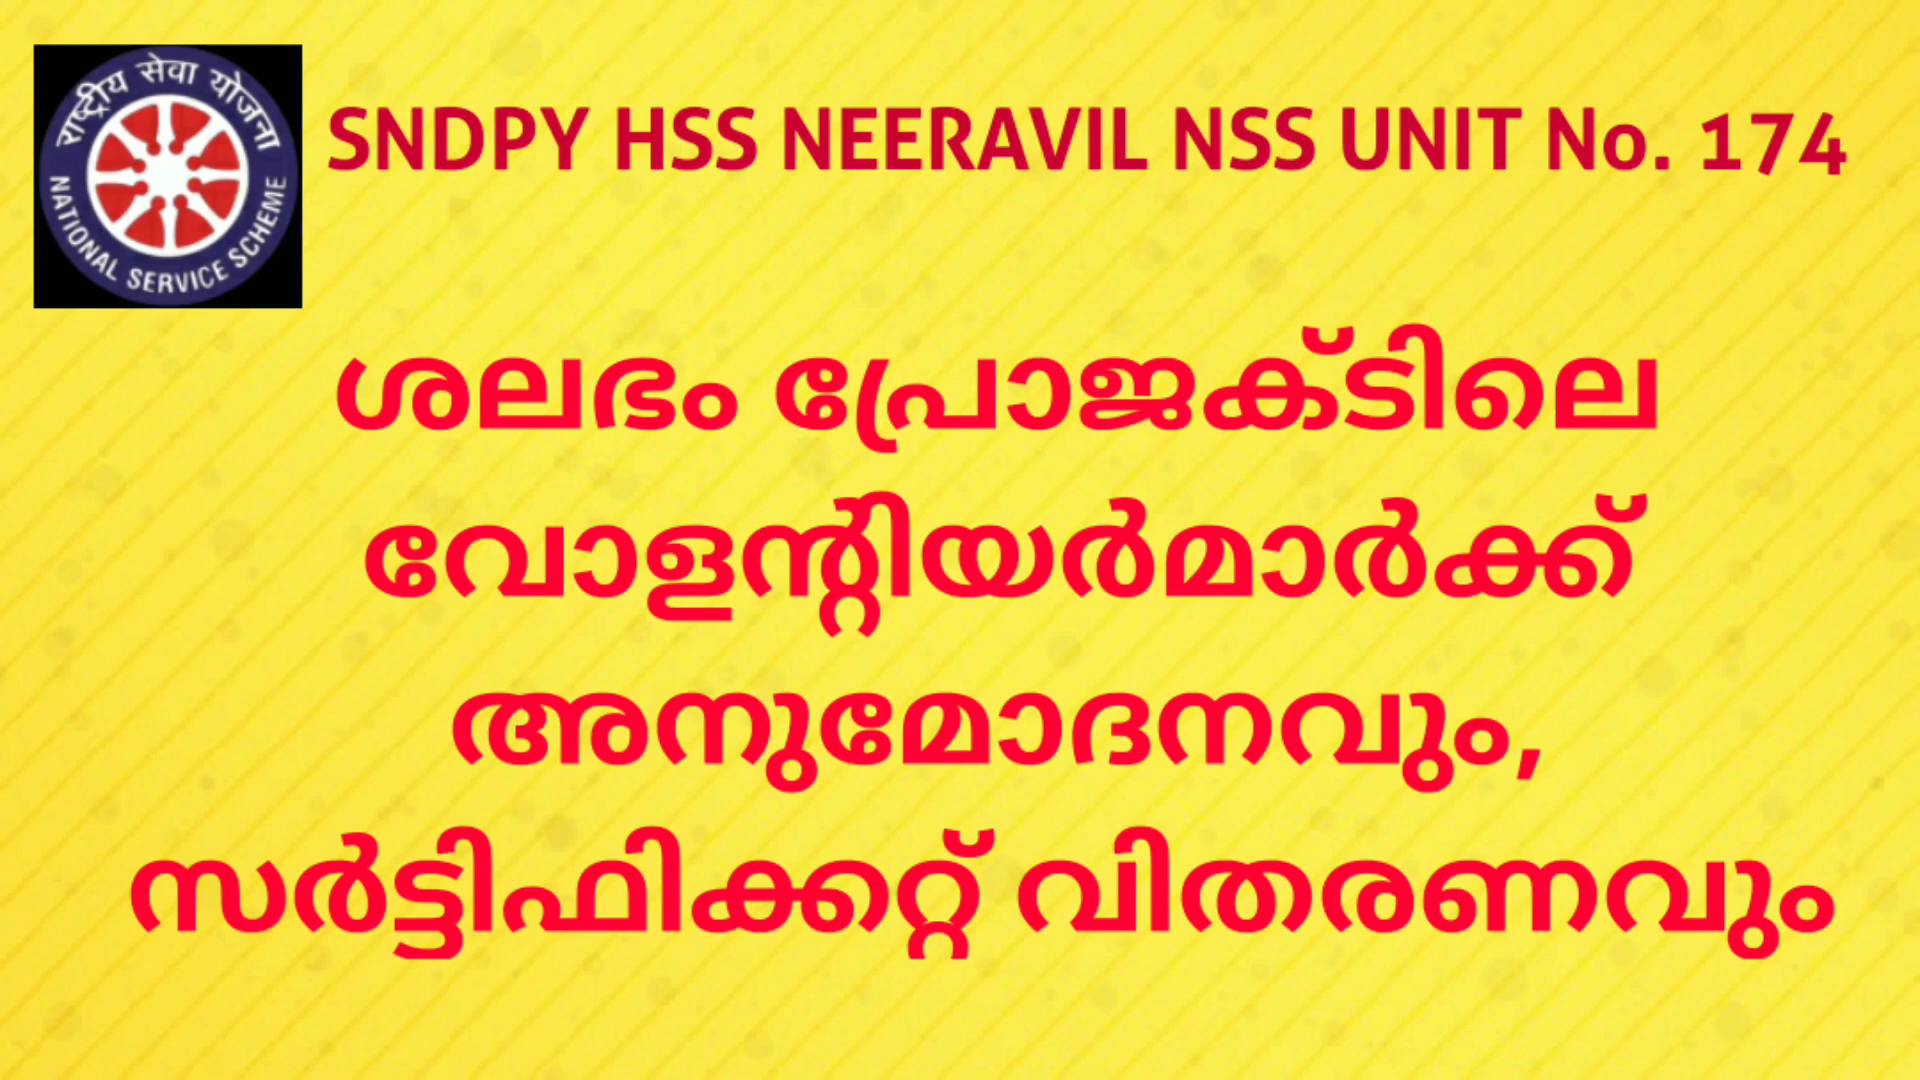 राष्ट्रीय सेवा योजना
NATIONAL SERVICE SCHEME
SNDPY HSS NEERAVIL NSS UNIT No. 174
ശലഭം പ്രോജക്ടിലെ
വോളന്റിയർമാർക്ക്
അനുമോദനവും,
സർട്ടിഫിക്കറ്റ് വിതരണവും